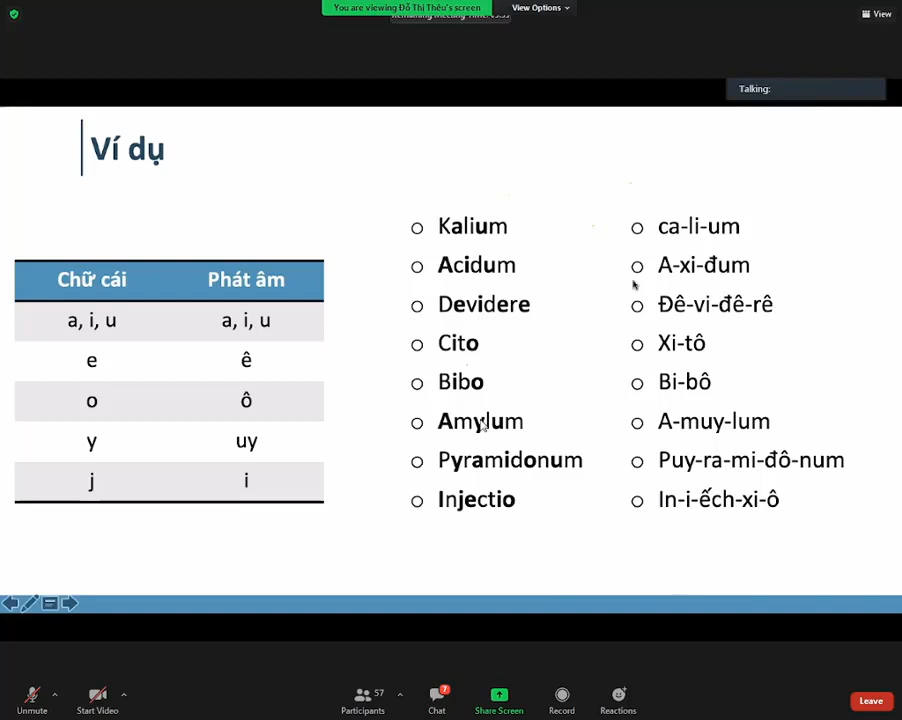 You are viewing Đỗ Thị Thêu's screen
View Options
View
Talking:
Ví dụ
Chữ cái Phát âm
a, i, u a, i, u
e ê
o ô
y uy
j i
Kalium ca-li-um
Acidum A-xi-đum
Devidere Đê-vi-đê-rê
Cito Xi-tô
Bibo Bi-bô
Amylum A-muy-lum
Pyramidonum Puy-ra-mi-đô-num
Injectio In-i-ếch-xi-ô
Unmute
Start Video
57
Participants
7
Chat
Share Screen
Record
Reactions
Leave